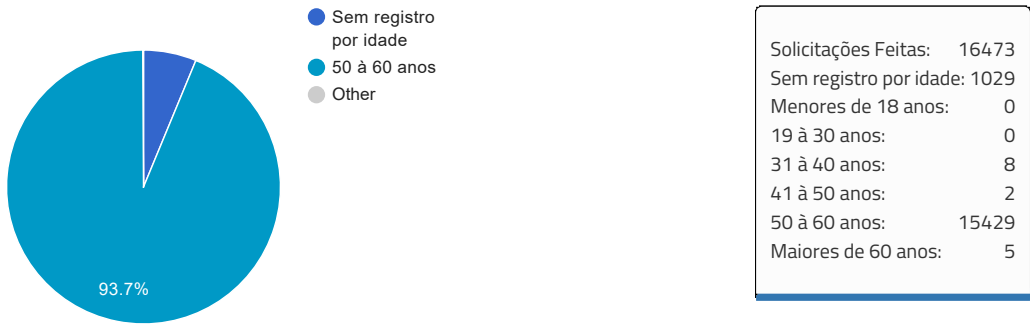 Sem registro
por idade
50 à 60 anos
Other
93.7%
Solicitações Feitas: 16473
Sem registro por idade: 1029
Menores de 18 anos: 0
19 à 30 anos: 0
31 à 40 anos: 8
41 à 50 anos: 2
50 à 60 anos: 15429
Maiores de 60 anos: 5